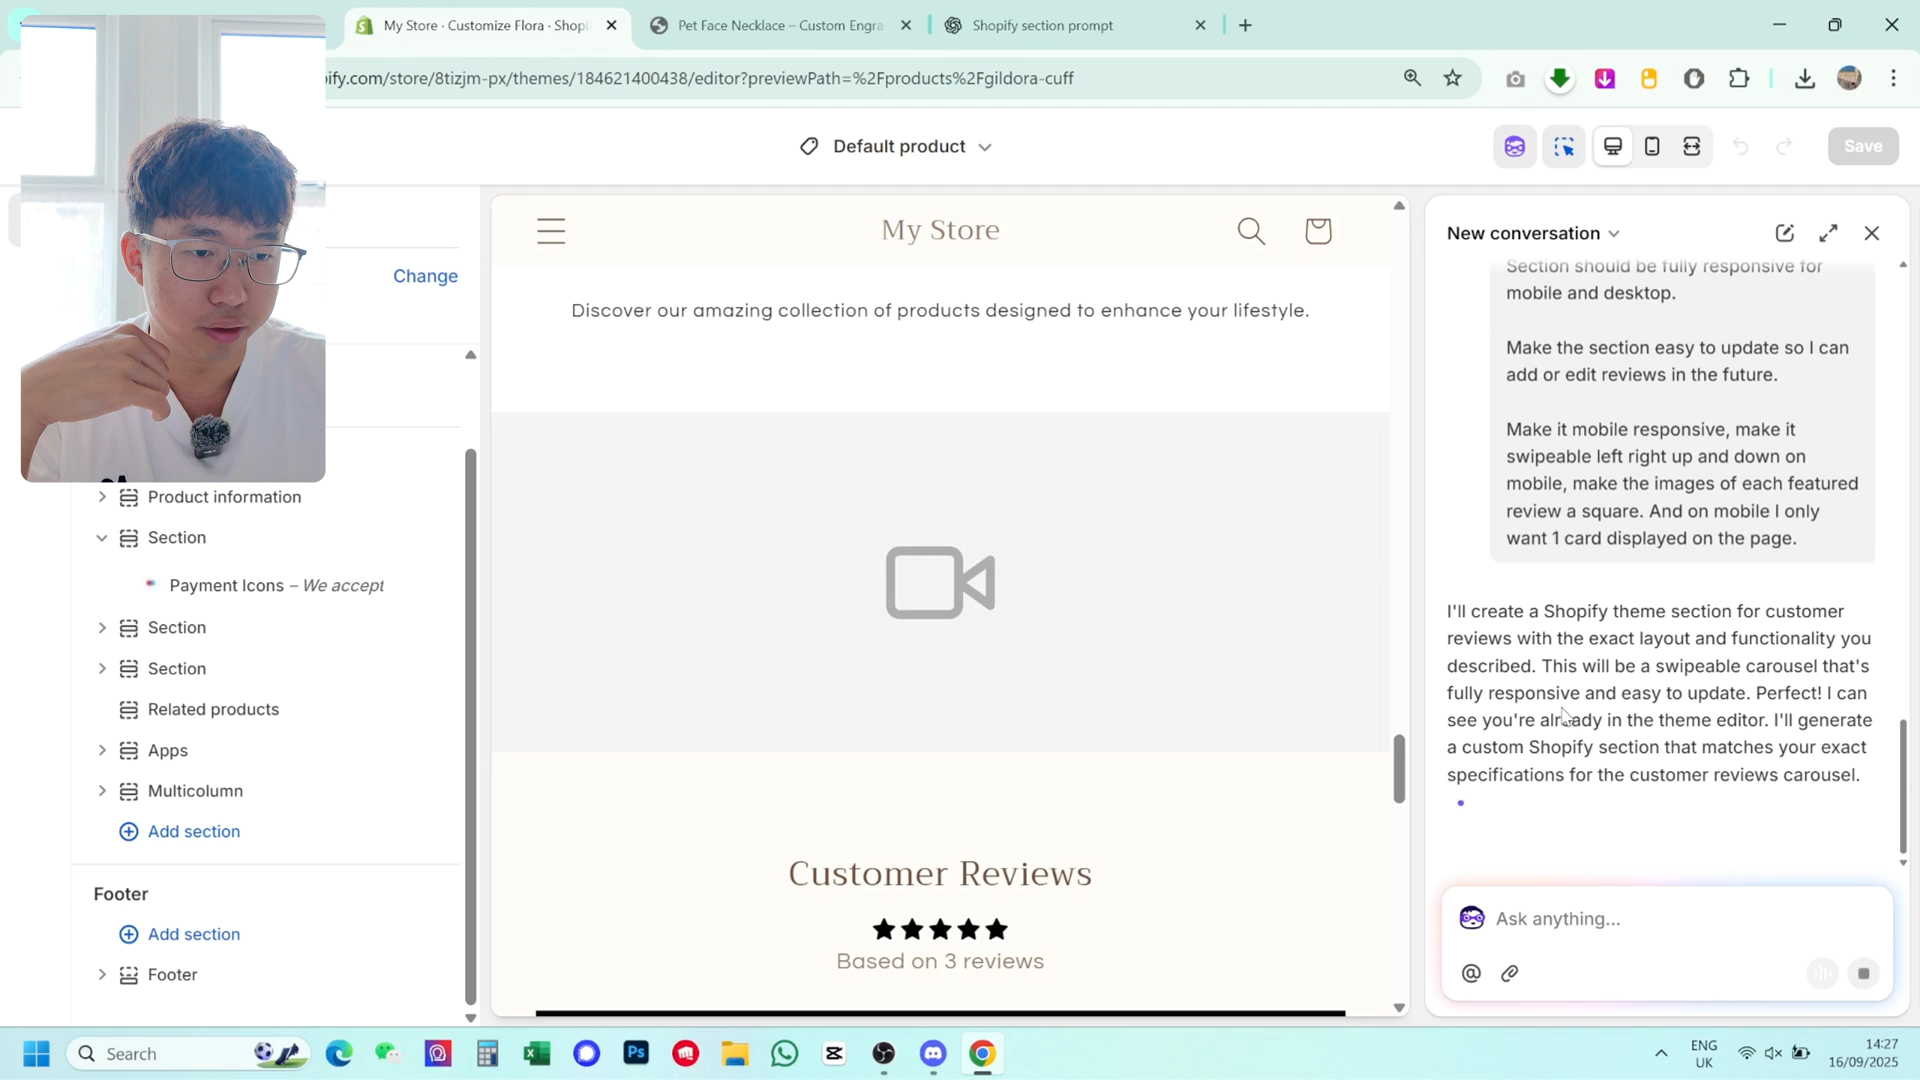 My Store · Customize Flora · Shopi
Pet Face Necklace – Custom Engra
Shopify section prompt
ify.com/store/8tizjm-px/themes/184621400438/editor?previewPath=%2Fproducts%2Fgildora-cuff
Default product
Save
Change
Product information
Section
Payment Icons – We accept
Section
Section
Related products
Apps
Multicolumn
Add section
Footer
Add section
Footer
My Store
Discover our amazing collection of products designed to enhance your lifestyle.
Customer Reviews
Based on 3 reviews
New conversation
Section should be fully responsive for
mobile and desktop.
Make the section easy to update so I can
add or edit reviews in the future.
Make it mobile responsive, make it
swipeable left right up and down on
mobile, make the images of each featured
review a square. And on mobile I only
want 1 card displayed on the page.
I'll create a Shopify theme section for customer
reviews with the exact layout and functionality you
described. This will be a swipeable carousel that's
fully responsive and easy to update. Perfect! I can
see you're already in the theme editor. I'll generate
a custom Shopify section that matches your exact
specifications for the customer reviews carousel.
Ask anything...
Search
Ps
ENG
UK
14:27
16/09/2025